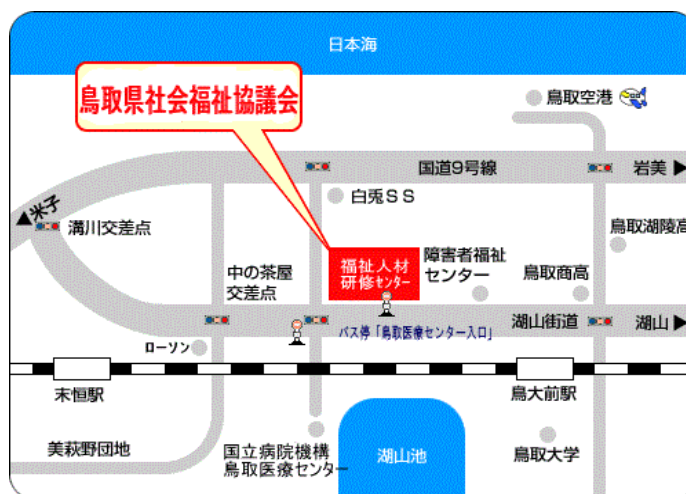 日本海
鳥取県社会福祉協議会
鳥取空港
国道9号線
岩美▶
◀米子
白兎SS
溝川交差点
鳥取湖陵高
福祉人材
研修センター
障害者福祉
センター
中の茶屋
交差点
鳥取商高
バス停「鳥取医療センター入口」
湖山街道
湖山▶
ローソン
末恒駅
鳥大前駅
美萩野団地
国立病院機構
鳥取医療センター
湖山池
鳥取大学